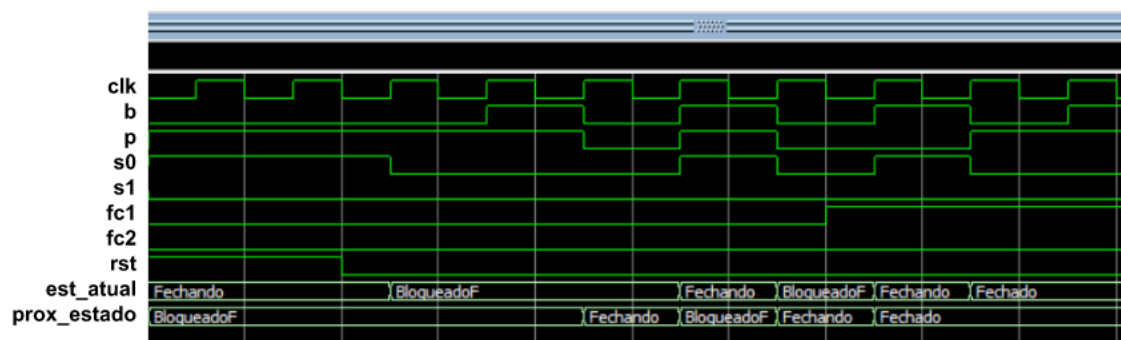 clk
b
p
s0
s1
fc1
fc2
rst
est_atual Fechando BloqueadoF Fechando BloqueadoF Fechando Fechado
prox_estado BloqueadoF Fechando BloqueadoF Fechando Fechado